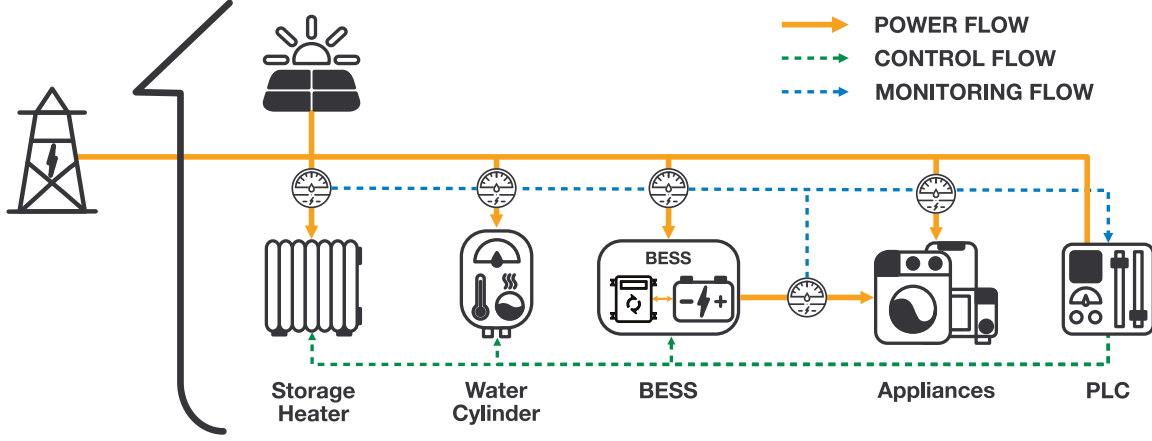 POWER FLOW
CONTROL FLOW
MONITORING FLOW
BESS
Storage
Heater
Water
Cylinder
BESS
Appliances
PLC